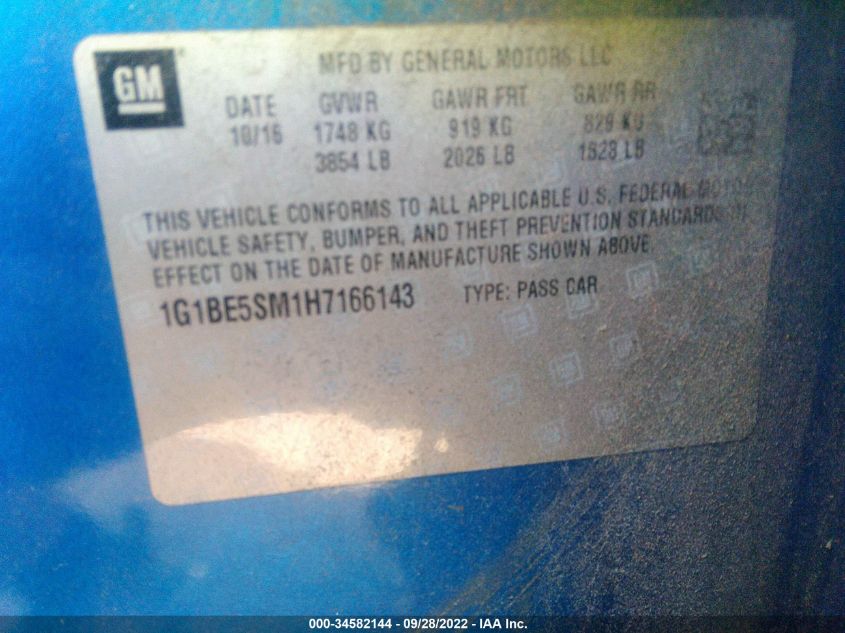 GM
MFD BY GENERAL MOTORS LLC
DATE GVWR GAWR FRT GAWR RR
10/16 1748 KG 919 KG 829 KG
3854 LB 2026 LB 1828 LB
THIS VEHICLE CONFORMS TO ALL APPLICABLE U.S. FEDERAL MOTOR
VEHICLE SAFETY, BUMPER, AND THEFT PREVENTION STANDARDS IN
EFFECT ON THE DATE OF MANUFACTURE SHOWN ABOVE.
1G1BE5SM1H7166143 TYPE: PASS CAR
000-34582144 - 09/28/2022 - IAA Inc.